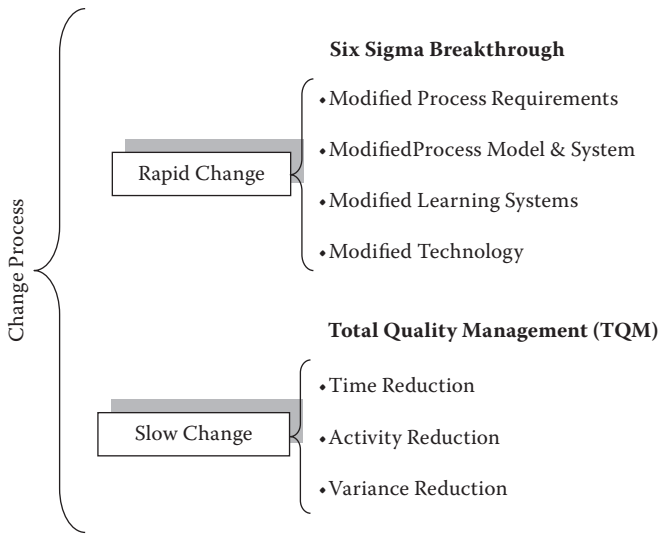 Change Process
Six Sigma Breakthrough
Rapid Change
•Modified Process Requirements
•ModifiedProcess Model & System
•Modified Learning Systems
•Modified Technology
Total Quality Management (TQM)
Slow Change
•Time Reduction
•Activity Reduction
•Variance Reduction